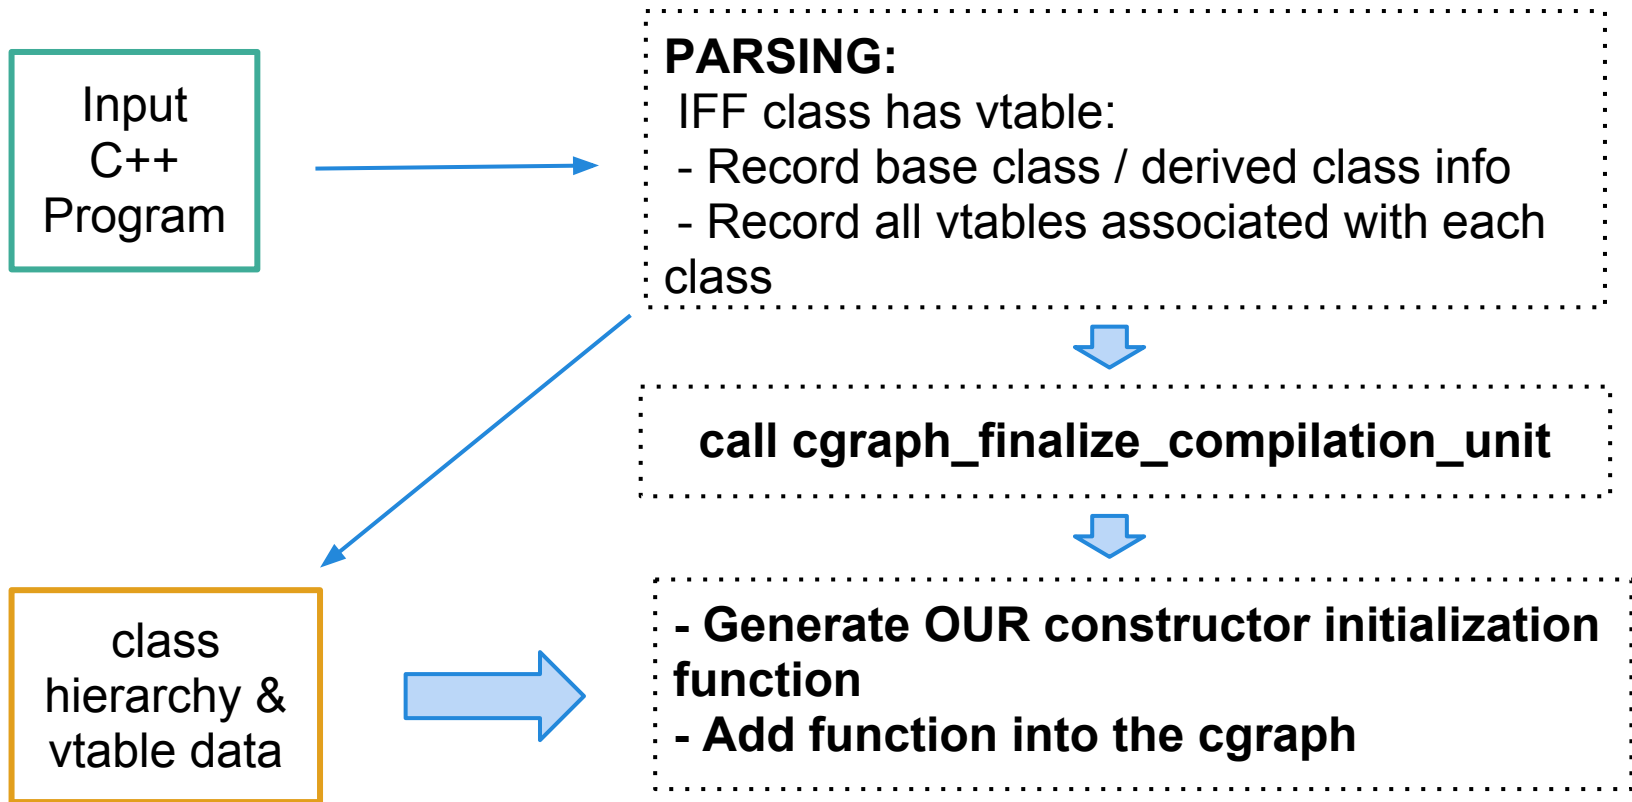 Input
C++
Program
PARSING:
IFF class has vtable:
- Record base class / derived class info
- Record all vtables associated with each
class
call cgraph_finalize_compilation_unit
class
hierarchy &
vtable data
- Generate OUR constructor initialization
function
- Add function into the cgraph